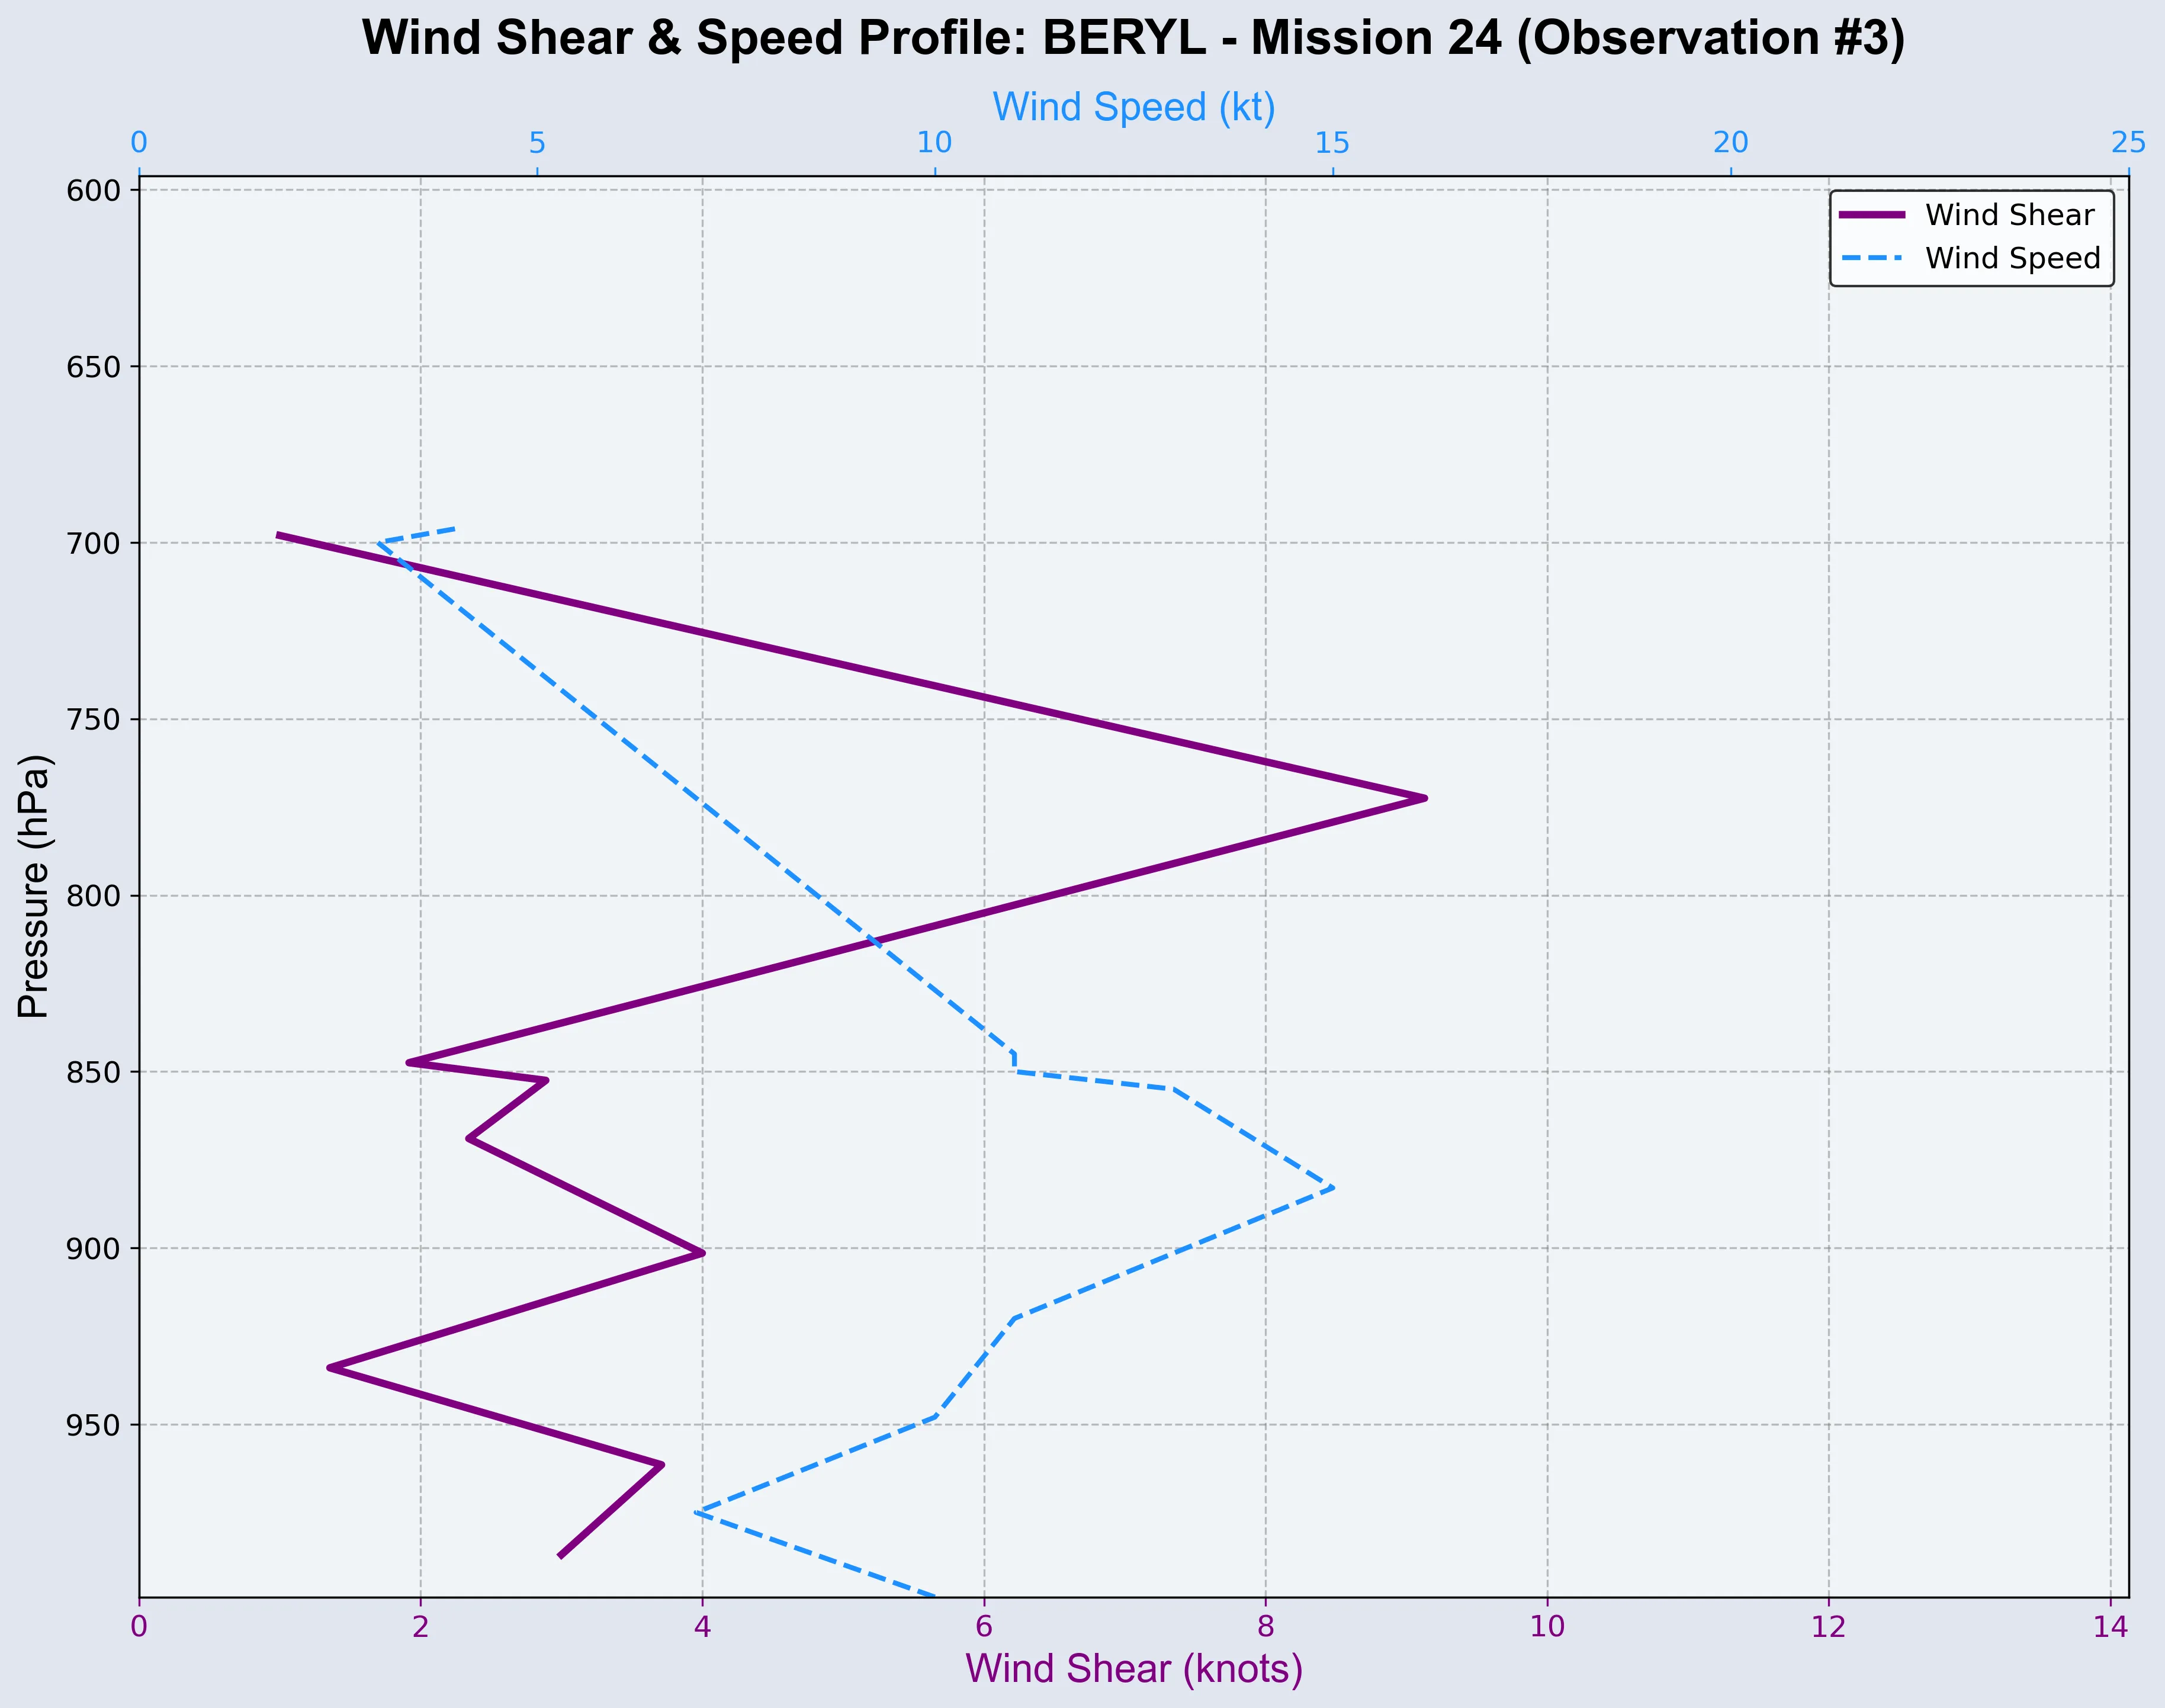 Wind Shear & Speed Profile: BERYL - Mission 24 (Observation #3)
Wind Speed (kt)
0 5 10 15 20 25
Wind Shear
Wind Speed
600
650
700
750
800
850
900
950
Pressure (hPa)
0 2 4 6 8 10 12 14
Wind Shear (knots)